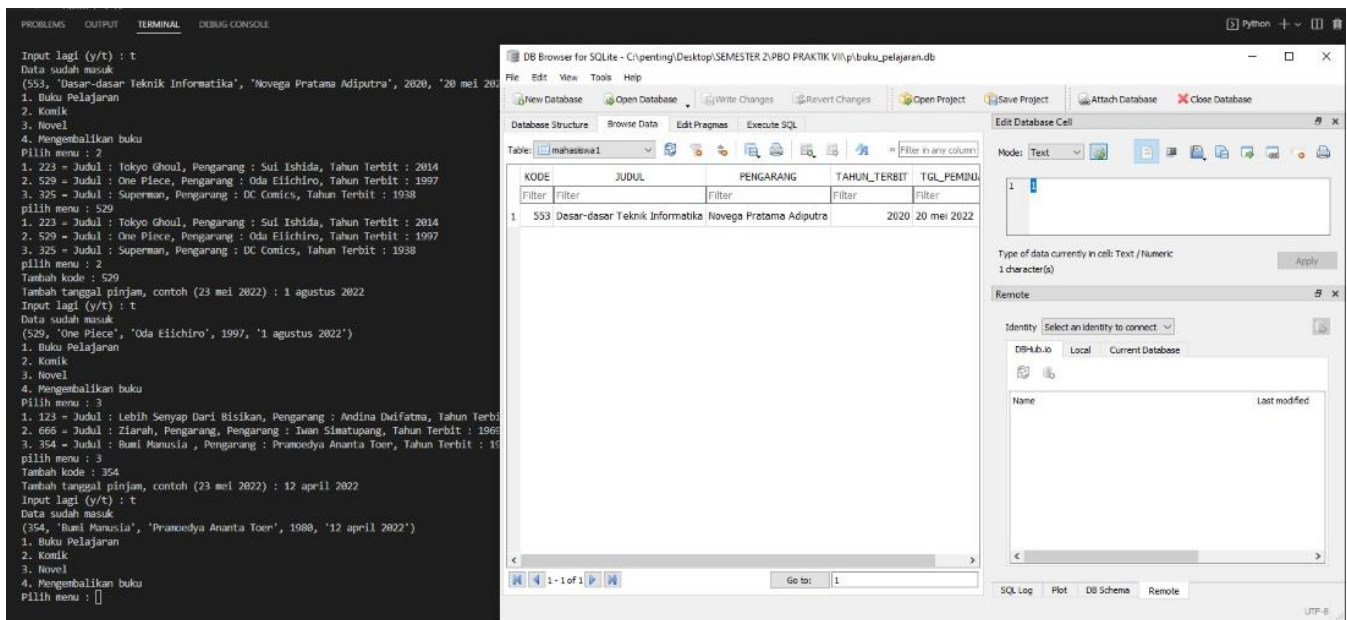 PROBLEMS OUTPUT TERMINAL DEBUG CONSOLE
Python
Input lagi (y/t) : t
Data sudah masuk
(553, 'Dasar-dasar Teknik Informatika', 'Novega Pratama Adiputra', 2020, '20 mei 202
1. Buku Pelajaran
2. Komik
3. Novel
4. Mengembalikan buku
Pilih menu : 2
1. 223 = Judul : Tokyo Ghoul, Pengarang : Sui Ishida, Tahun Terbit : 2014
2. 529 = Judul : One Piece, Pengarang : Oda Eiichiro, Tahun Terbit : 1997
3. 325 = Judul : Superman, Pengarang : DC Comics, Tahun Terbit : 1938
pilih menu : 529
1. 223 = Judul : Tokyo Ghoul, Pengarang : Sui Ishida, Tahun Terbit : 2014
2. 529 = Judul : One Piece, Pengarang : Oda Eiichiro, Tahun Terbit : 1997
3. 325 = Judul : Superman, Pengarang : DC Comics, Tahun Terbit : 1938
pilih menu : 2
Tambah kode : 529
Tambah tanggal pinjam, contoh (23 mei 2022) : 1 agustus 2022
Input lagi (y/t) : t
Data sudah masuk
(529, 'One Piece', 'Oda Eiichiro', 1997, '1 agustus 2022')
1. Buku Pelajaran
2. Komik
3. Novel
4. Mengembalikan buku
Pilih menu : 3
1. 123 = Judul : Lebih Senyap Dari Bisikan, Pengarang : Andina Dwifatma, Tahun Terbi
2. 666 = Judul : Ziarah, Pengarang, Pengarang : Iwan Simatupang, Tahun Terbit : 1969
3. 354 = Judul : Bumi Manusia , Pengarang : Pramoedya Ananta Toer, Tahun Terbit : 19
pilih menu : 3
Tambah kode : 354
Tambah tanggal pinjam, contoh (23 mei 2022) : 12 april 2022
Input lagi (y/t) : t
Data sudah masuk
(354, 'Bumi Manusia', 'Pramoedya Ananta Toer', 1980, '12 april 2022')
1. Buku Pelajaran
2. Komik
3. Novel
4. Mengembalikan buku
Pilih menu :
DB Browser for SQLite - C:\penting\Desktop\SEMESTER 2\PBO PRAKTIK VII\p\buku_pelajaran.db
File Edit View Tools Help
New Database Open Database Write Changes Revert Changes Open Project Save Project Attach Database Close Database
Database Structure Browse Data Edit Pragmas Execute SQL
Table: mahasiswa1 Filter in any column
KODE JUDUL PENGARANG TAHUN_TERBIT TGL_PEMINJ
Filter Filter Filter Filter Filter
1 553 Dasar-dasar Teknik Informatika Novega Pratama Adiputra 2020 20 mei 2022
1 - 1 of 1 Go to: 1
Edit Database Cell
Mode: Text
1 1
Type of data currently in cell: Text / Numeric
1 character(s)
Apply
Remote
Identity Select an identity to connect
DBHub.io Local Current Database
Name Last modified
SQL Log Plot DB Schema Remote
UTF-8